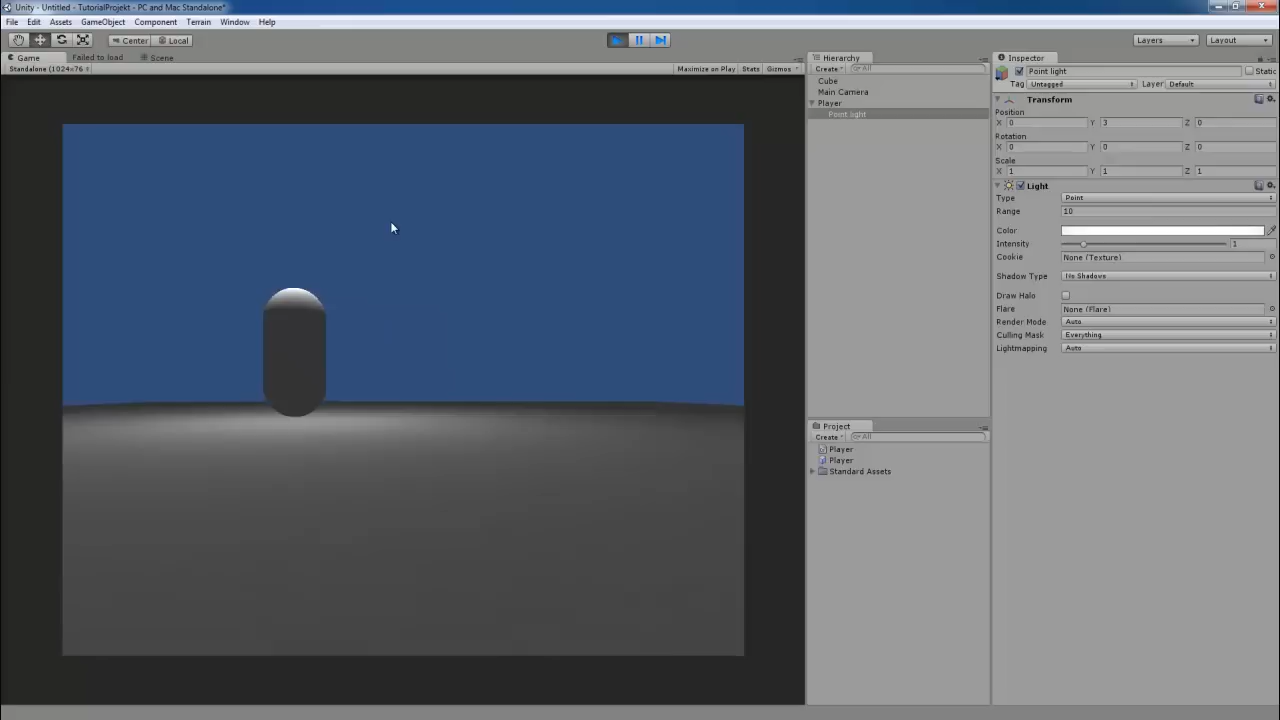 Unity - Untitled - TutorialProjekt - PC and Mac Standalone*
File Edit Assets GameObject Component Terrain Window Help
Center Local Layers Layout
Game Failed to load Scene Hierarchy Inspector
Standalone (1024x76 Maximize on Play Stats Gizmos Create All
Point light Static
Tag Untagged Layer Default
Cube
Main Camera
Player
Point light
Transform
Position
X 0 Y 3 Z 0
Rotation
X 0 Y 0 Z 0
Scale
X 1 Y 1 Z 1
Light
Type Point
Range 10
Color
Intensity 1
Cookie None (Texture)
Shadow Type No Shadows
Draw Halo
Flare None (Flare)
Render Mode Auto
Culling Mask Everything
Lightmapping Auto
Project
Create All
Player
Player
Standard Assets